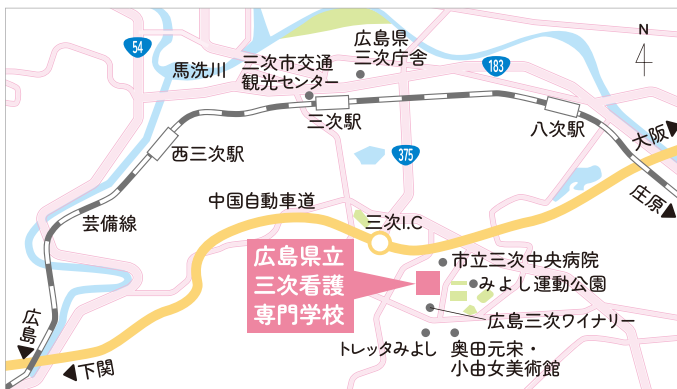 N
54
馬洗川
三次市交通
観光センター
広島県
三次庁舎
183
三次駅
八次駅
大阪
西三次駅
375
庄原
芸備線
中国自動車道
三次I.C
広島県立
三次看護
専門学校
市立三次中央病院
みよし運動公園
広島三次ワイナリー
トレッタみよし
奥田元宋・
小由女美術館
広島
下関